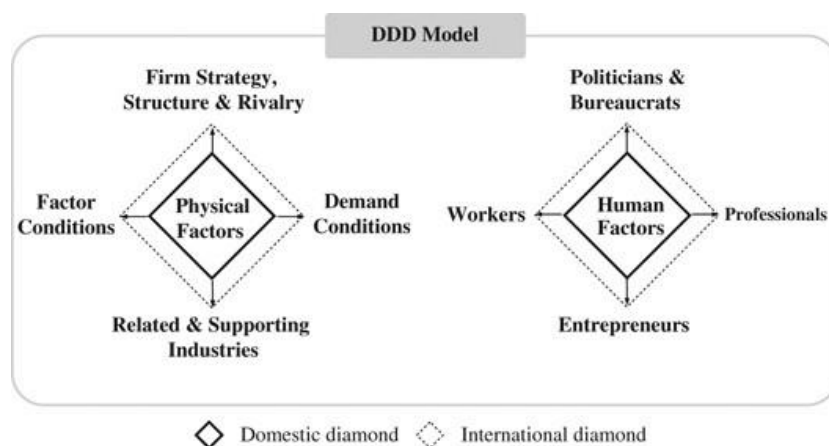 DDD Model
Firm Strategy,
Structure & Rivalry
Factor
Conditions
Physical
Factors
Demand
Conditions
Related & Supporting
Industries
Politicians &
Bureaucrats
Workers
Human
Factors
Professionals
Entrepreneurs
Domestic diamond
International diamond